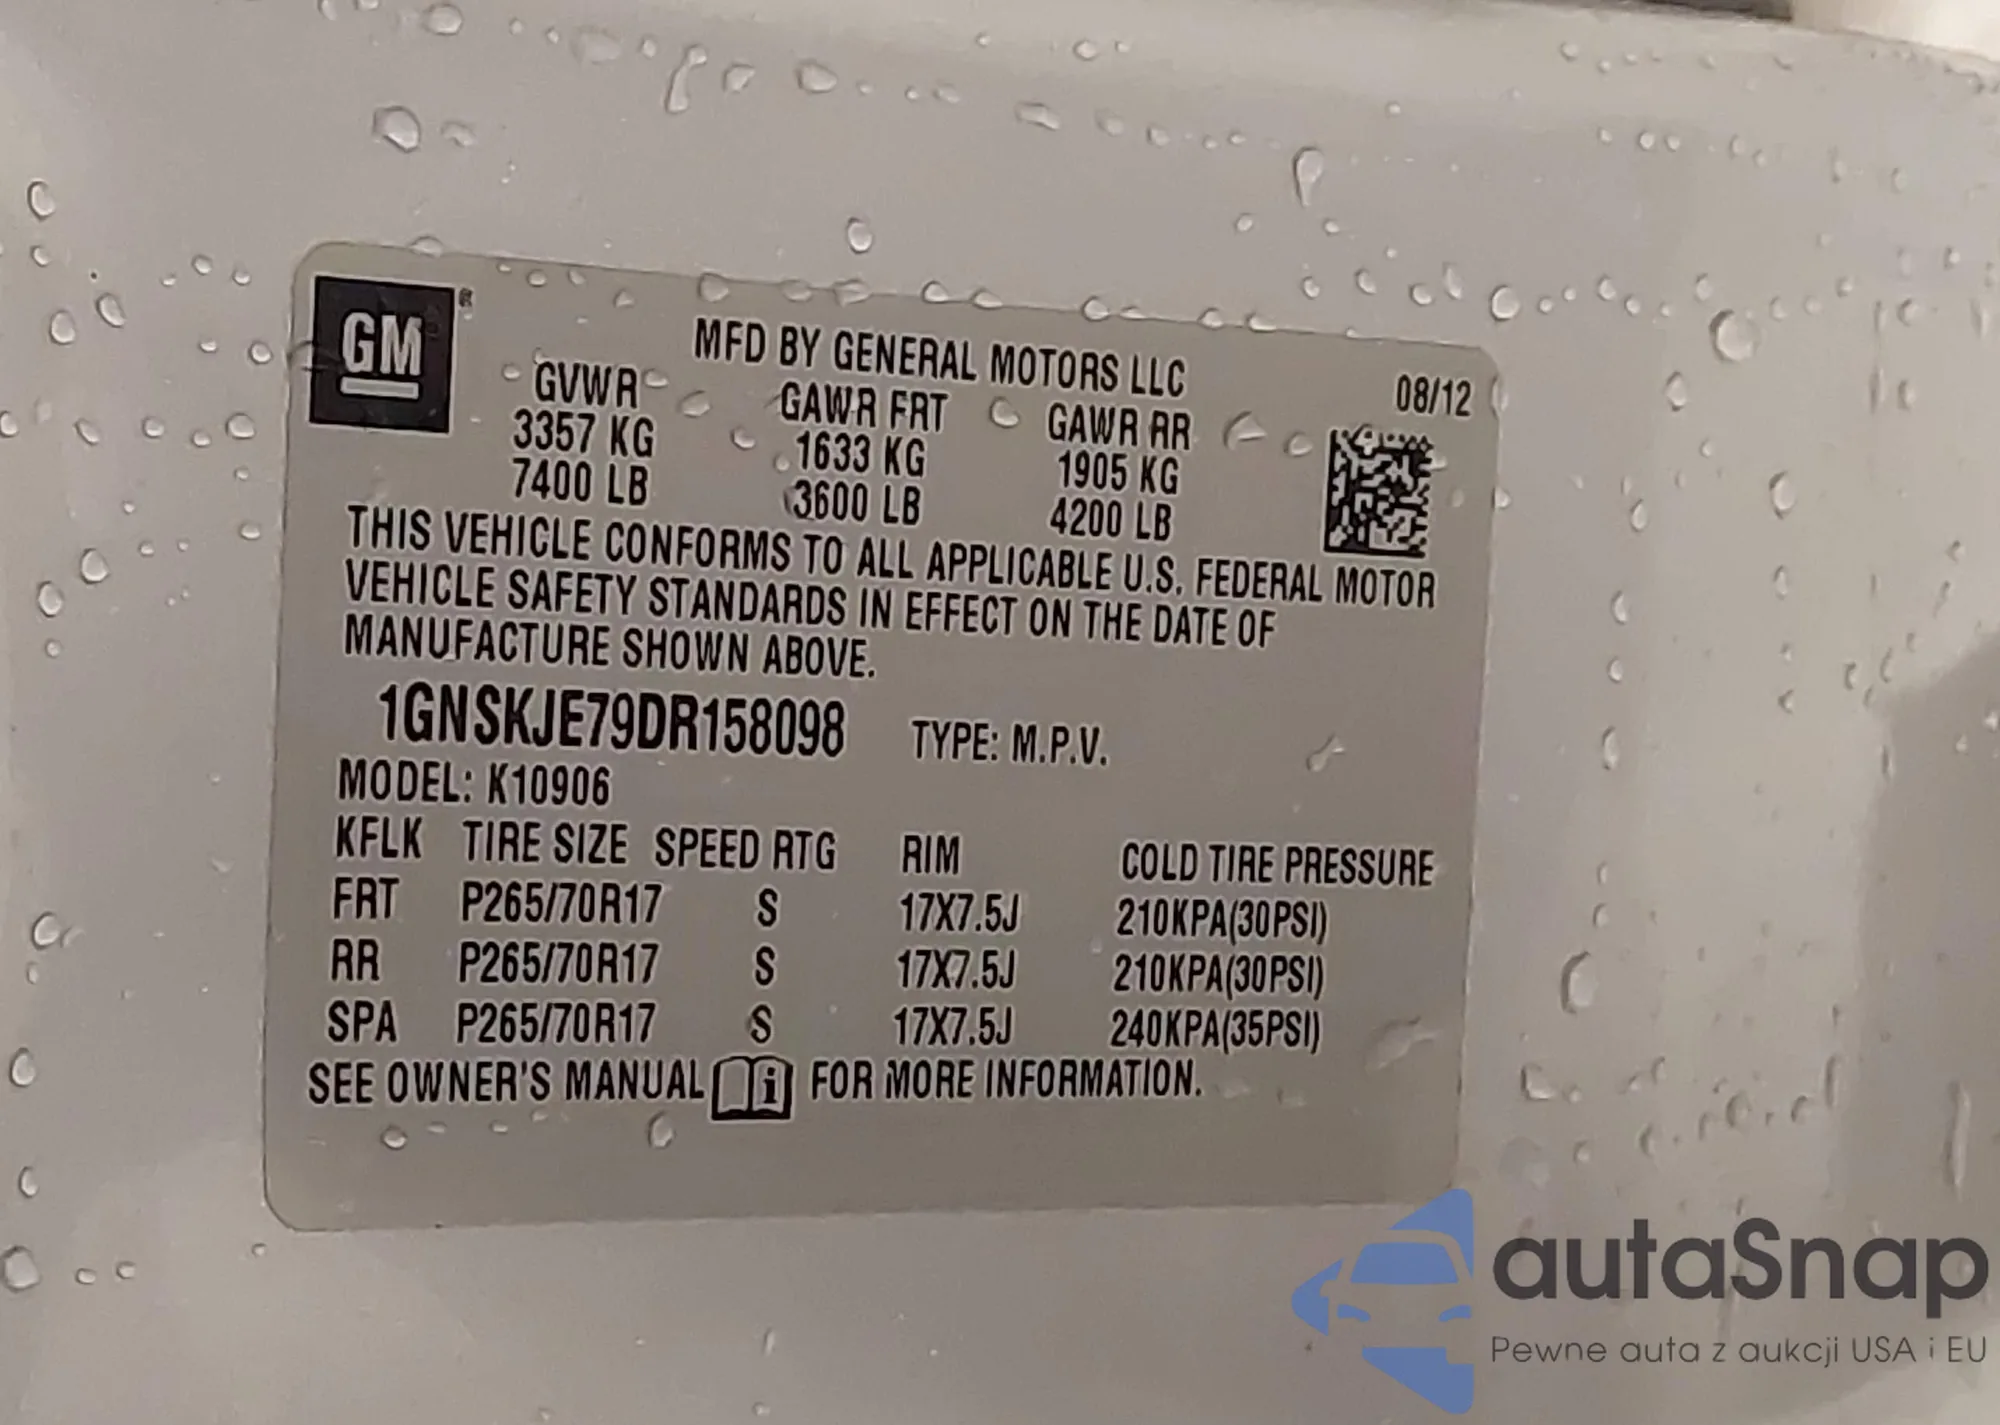 GM ®
MFD BY GENERAL MOTORS LLC
08/12
GVWR GAWR FRT GAWR RR
3357 KG 1633 KG 1905 KG
7400 LB 3600 LB 4200 LB
THIS VEHICLE CONFORMS TO ALL APPLICABLE U.S. FEDERAL MOTOR
VEHICLE SAFETY STANDARDS IN EFFECT ON THE DATE OF
MANUFACTURE SHOWN ABOVE.
1GNSKJE79DR158098 TYPE: M.P.V.
MODEL: K10906
KFLK TIRE SIZE SPEED RTG RIM COLD TIRE PRESSURE
FRT P265/70R17 S 17X7.5J 210KPA(30PSI)
RR P265/70R17 S 17X7.5J 210KPA(30PSI)
SPA P265/70R17 S 17X7.5J 240KPA(35PSI)
SEE OWNER'S MANUAL i FOR MORE INFORMATION.
autaSnap
Pewne auta z aukcji USA i EU